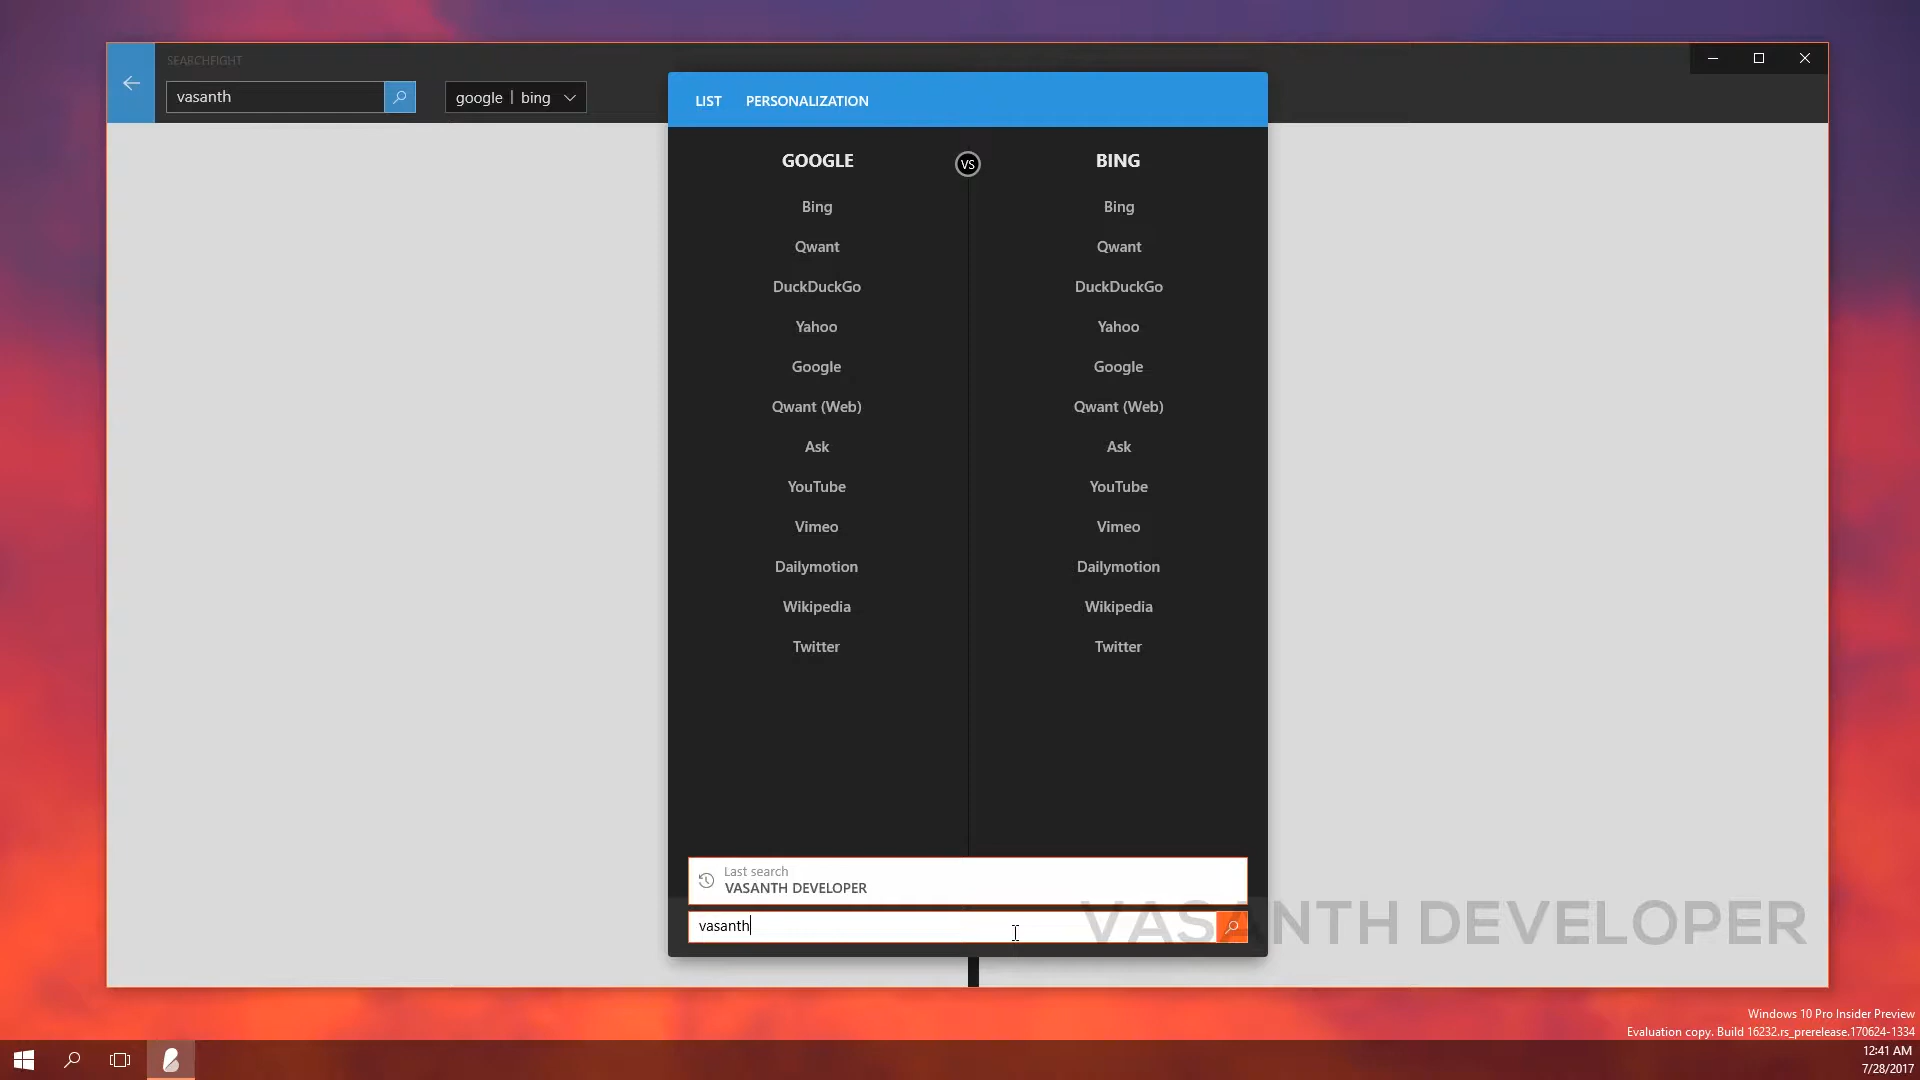 SEARCHFIGHT
vasanth
google | bing
LIST PERSONALIZATION
GOOGLE VS BING
Bing Bing
Qwant Qwant
DuckDuckGo DuckDuckGo
Yahoo Yahoo
Google Google
Qwant (Web) Qwant (Web)
Ask Ask
YouTube YouTube
Vimeo Vimeo
Dailymotion Dailymotion
Wikipedia Wikipedia
Twitter Twitter
Last search
VASANTH DEVELOPER
vasanth
VASANTH DEVELOPER
Windows 10 Pro Insider Preview
Evaluation copy. Build 16232.rs_prerelease.170624-1334
12:41 AM
7/28/2017